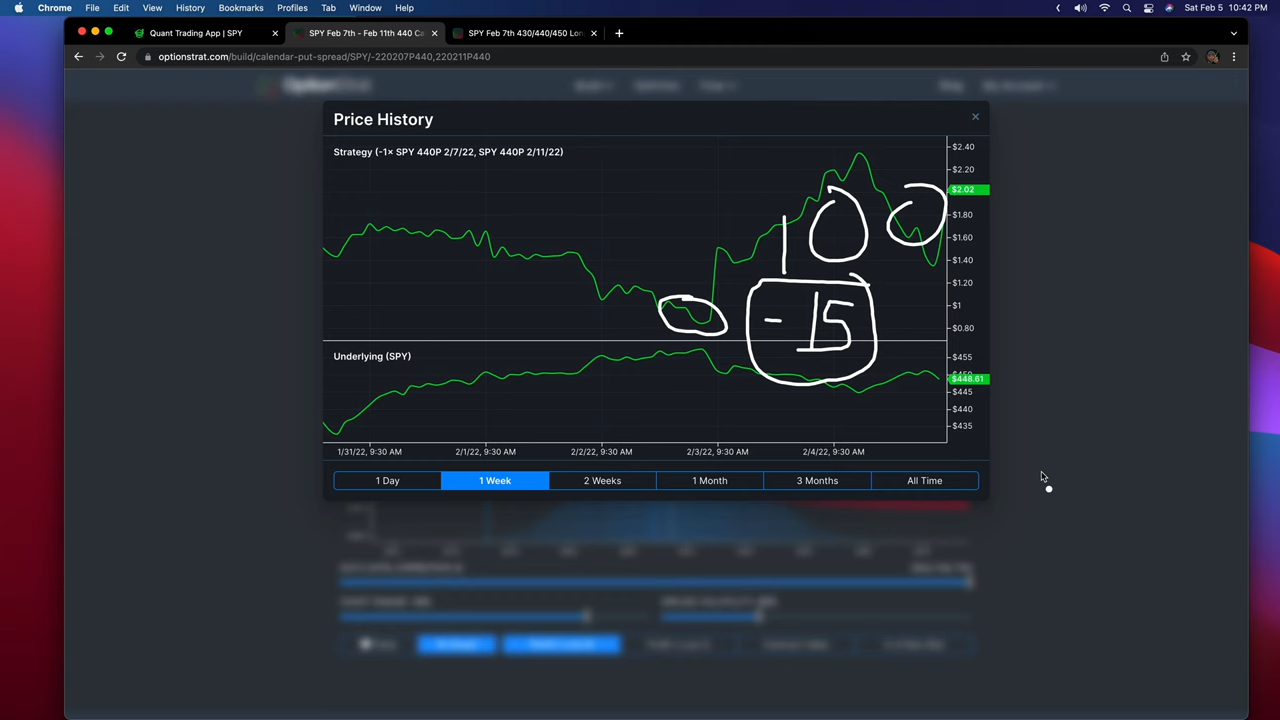 Chrome File Edit View History Bookmarks Profiles Tab Window Help Sat Feb 5 10:42 PM
Quant Trading App | SPY
SPY Feb 7th - Feb 11th 440 Ca
SPY Feb 7th 430/440/450 Lon
optionstrat.com/build/calendar-put-spread/SPY/-220207P440,220211P440
Price History
Strategy (-1× SPY 440P 2/7/22, SPY 440P 2/11/22)
$2.40
$2.20
$2.02
$1.80
$1.60
$1.40
$1.20
$1
$0.80
100
-15
Underlying (SPY)
$455
$448.61
$445
$440
$435
1/31/22, 9:30 AM 2/1/22, 9:30 AM 2/2/22, 9:30 AM 2/3/22, 9:30 AM 2/4/22, 9:30 AM
1 Day 1 Week 2 Weeks 1 Month 3 Months All Time